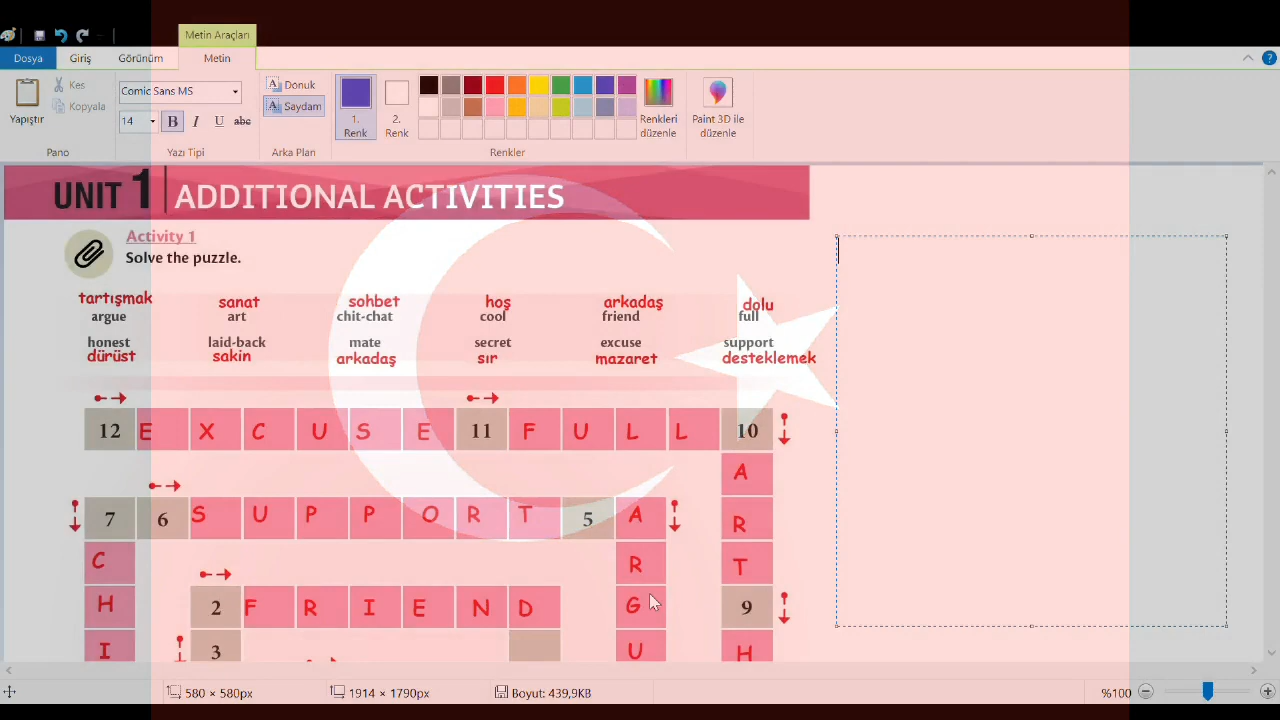 Metin Araçları
Dosya Giriş Görünüm Metin
Yapıştır
Kes
Kopyala
Comic Sans MS
14 B I U abc
Donuk
Saydam
1. Renk
2. Renk
Renkleri düzenle
Paint 3D ile düzenle
Pano Yazı Tipi Arka Plan Renkler
UNIT 1 ADDITIONAL ACTIVITIES
Activity 1
Solve the puzzle.
tartışmak sanat sohbet hoş arkadaş dolu
argue art chit-chat cool friend full
honest laid-back mate secret excuse support
dürüst sakin arkadaş sır mazaret desteklemek
12 E X C U S E 11 F U L L 10
A
7 6 S U P P O R T 5 A R
C R T
H 2 F R I E N D G 9
I 3 U H
580 × 580px 1914 × 1790px Boyut: 439,9KB %100